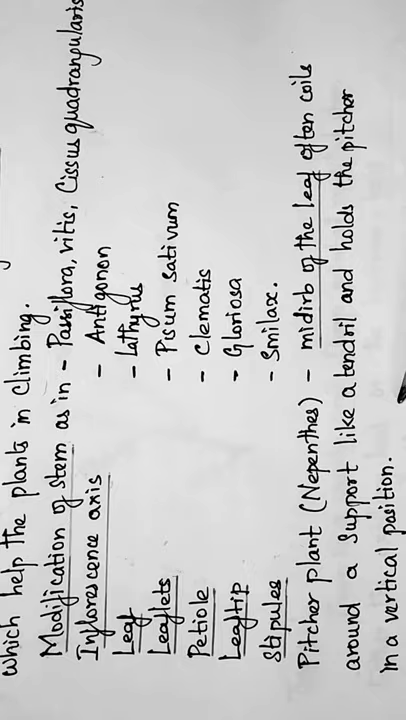 which help the plants in climbing.
Modification of stem as in - Passiflora, vitis, Cissus quadrangularis
Inflorescence axis - Antigonon
Leaf - Lathyrus
Leaflets - Pisum sativum
Petiole - Clematis
Leaftip - Gloriosa
Stipules - Smilax.
Pitcher plant (Nepenthes) - midirb of the leaf often coils
around a support like a tendril and holds the pitcher
in a vertical position.